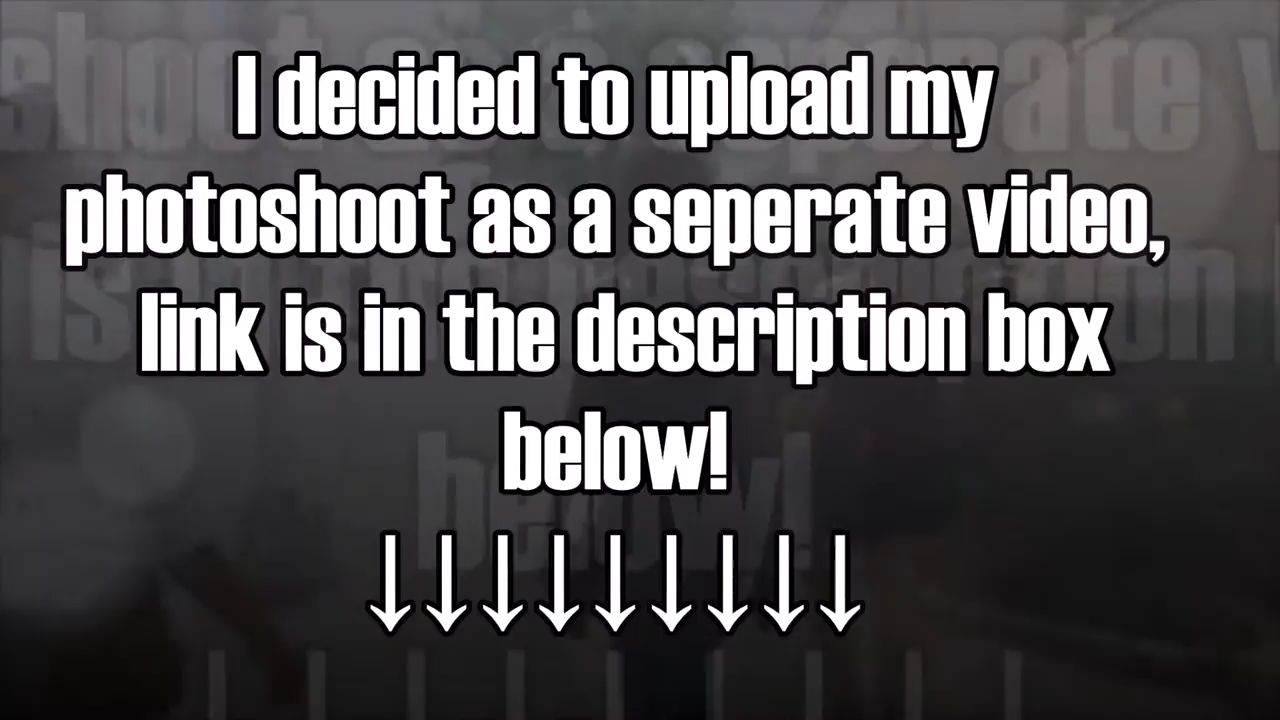 I decided to upload my
photoshoot as a seperate video,
link is in the description box
below!
↓↓↓↓↓↓↓↓↓